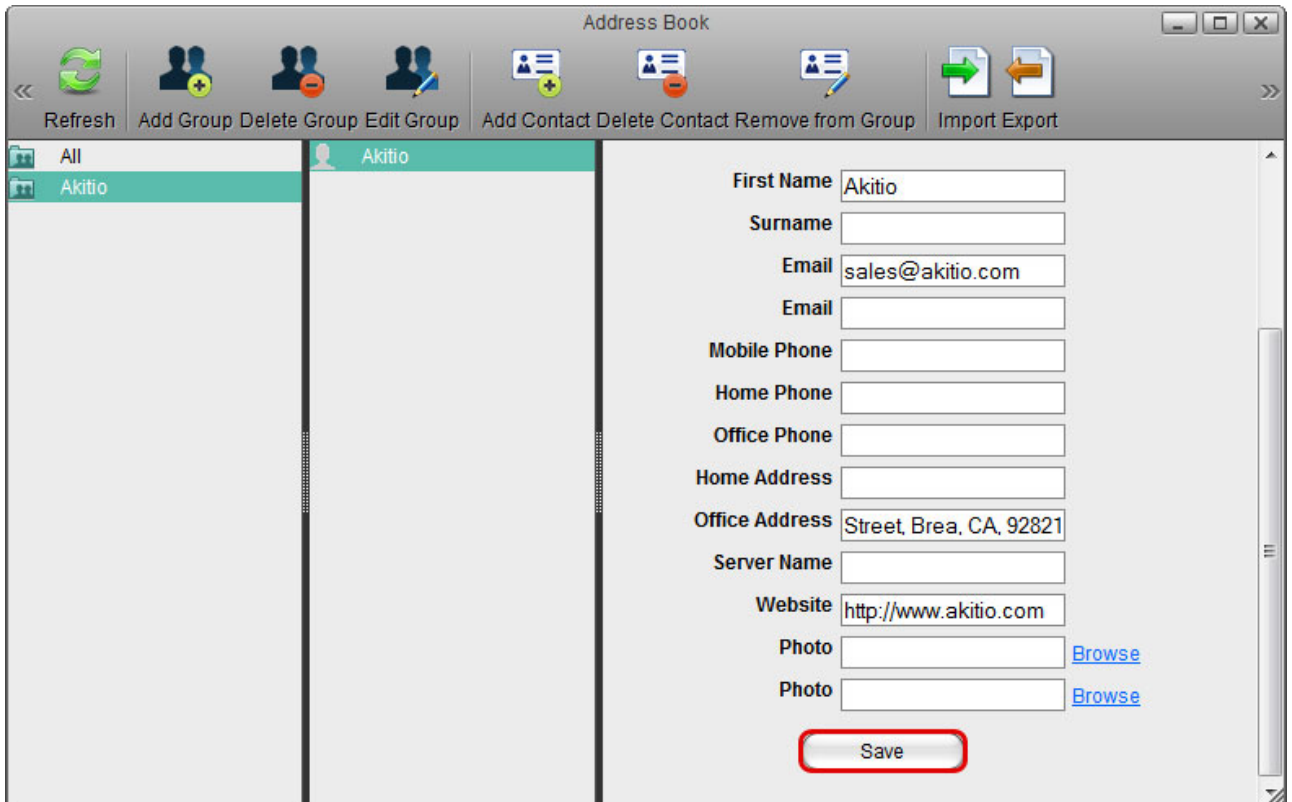 Address Book
Refresh Add Group Delete Group Edit Group Add Contact Delete Contact Remove from Group Import Export
All
Akitio
Akitio
First Name Akitio
Surname
Email sales@akitio.com
Email
Mobile Phone
Home Phone
Office Phone
Home Address
Office Address Street, Brea, CA, 92821
Server Name
Website http://www.akitio.com
Photo Browse
Photo Browse
Save